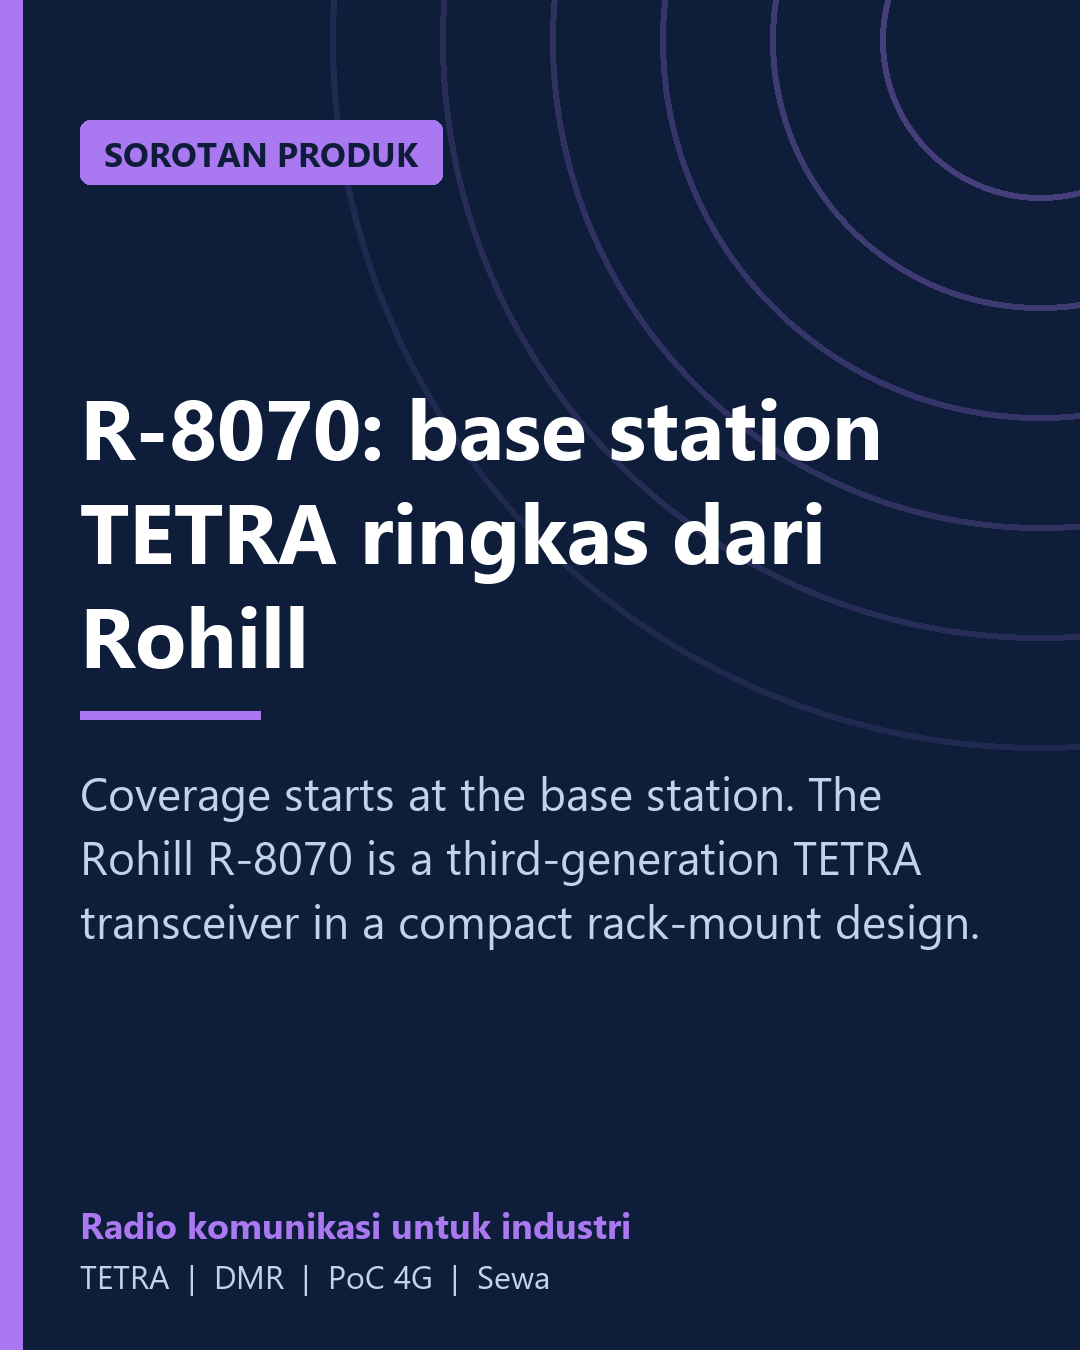 SOROTAN PRODUK
R-8070: base station
TETRA ringkas dari
Rohill
Coverage starts at the base station. The
Rohill R-8070 is a third-generation TETRA
transceiver in a compact rack-mount design.
Radio komunikasi untuk industri
TETRA | DMR | PoC 4G | Sewa